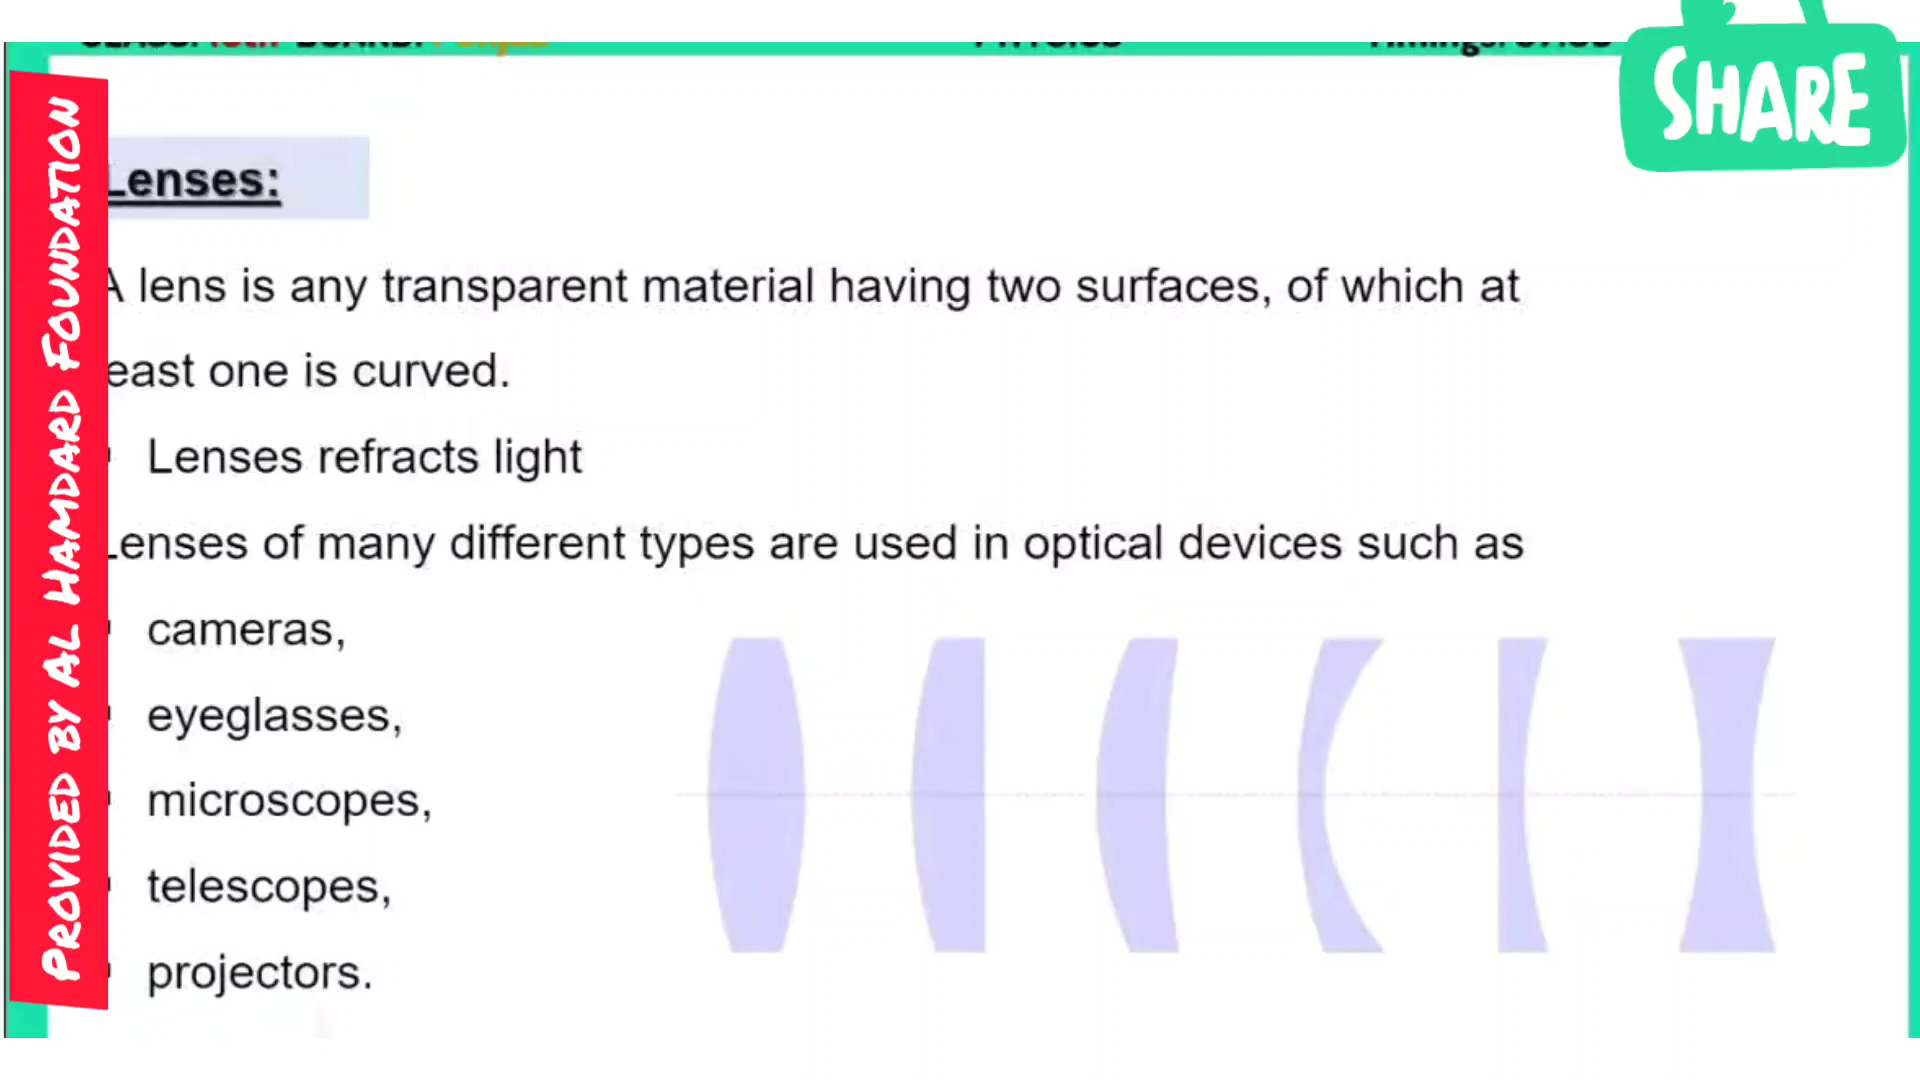 SHARE
Lenses:
A lens is any transparent material having two surfaces, of which at
east one is curved.
Lenses refracts light
Lenses of many different types are used in optical devices such as
cameras,
eyeglasses,
microscopes,
telescopes,
projectors.
PROVIDED BY AL HAMDARD FOUNDATION